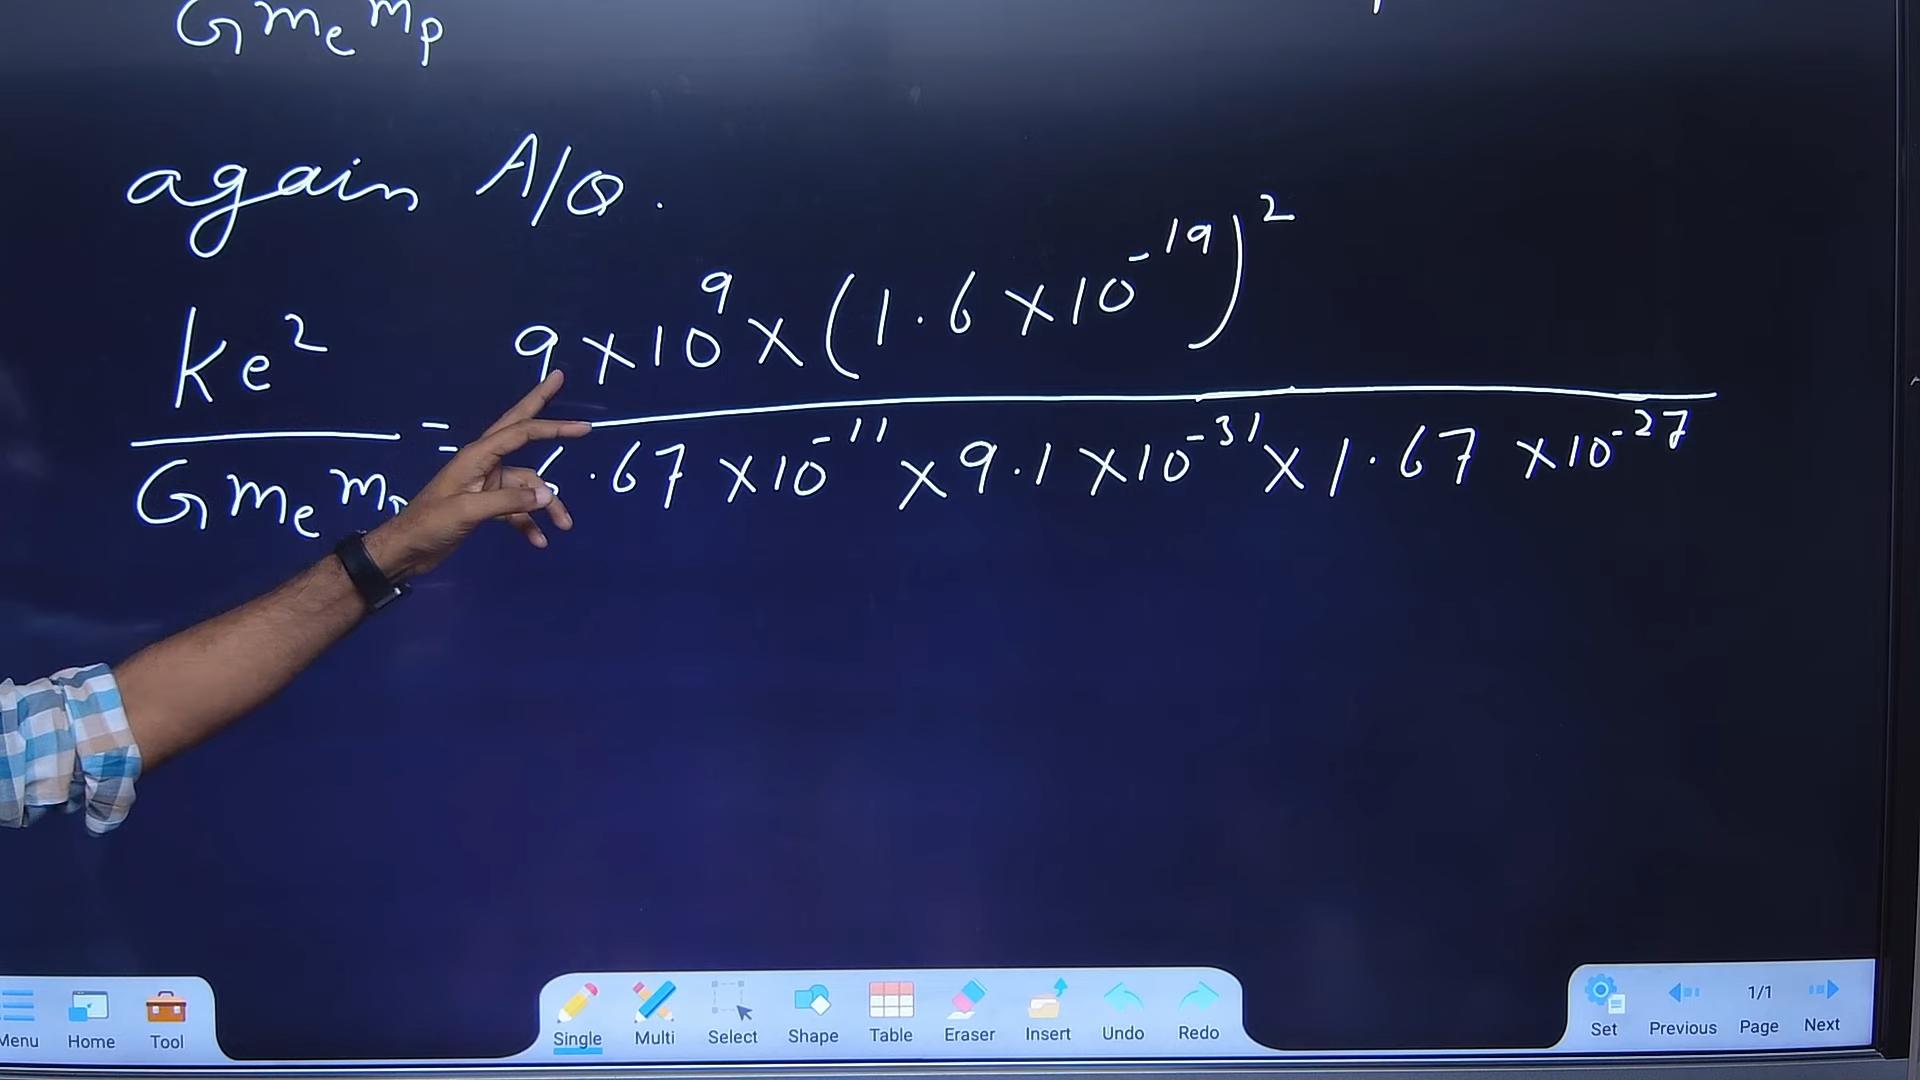 Gmₑmₚ
again A/Q.
ke² / Gmₑmₚ = 9×10⁹×(1.6×10⁻¹⁹)² / 6.67×10⁻¹¹×9.1×10⁻³¹×1.67×10⁻²⁷
Menu Home Tool Single Multi Select Shape Table Eraser Insert Undo Redo Set Previous 1/1 Page Next